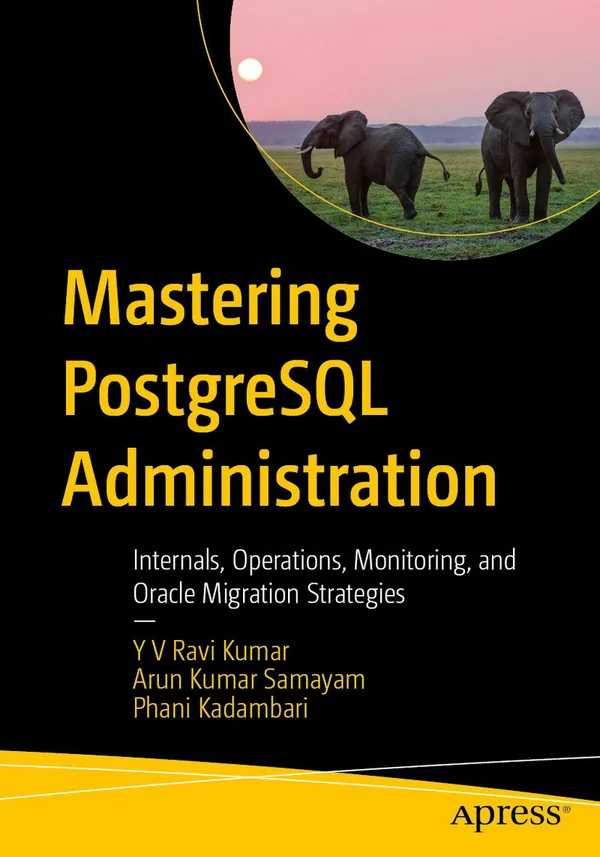 Mastering
PostgreSQL
Administration
Internals, Operations, Monitoring, and
Oracle Migration Strategies
—
Y V Ravi Kumar
Arun Kumar Samayam
Phani Kadambari
Apress®